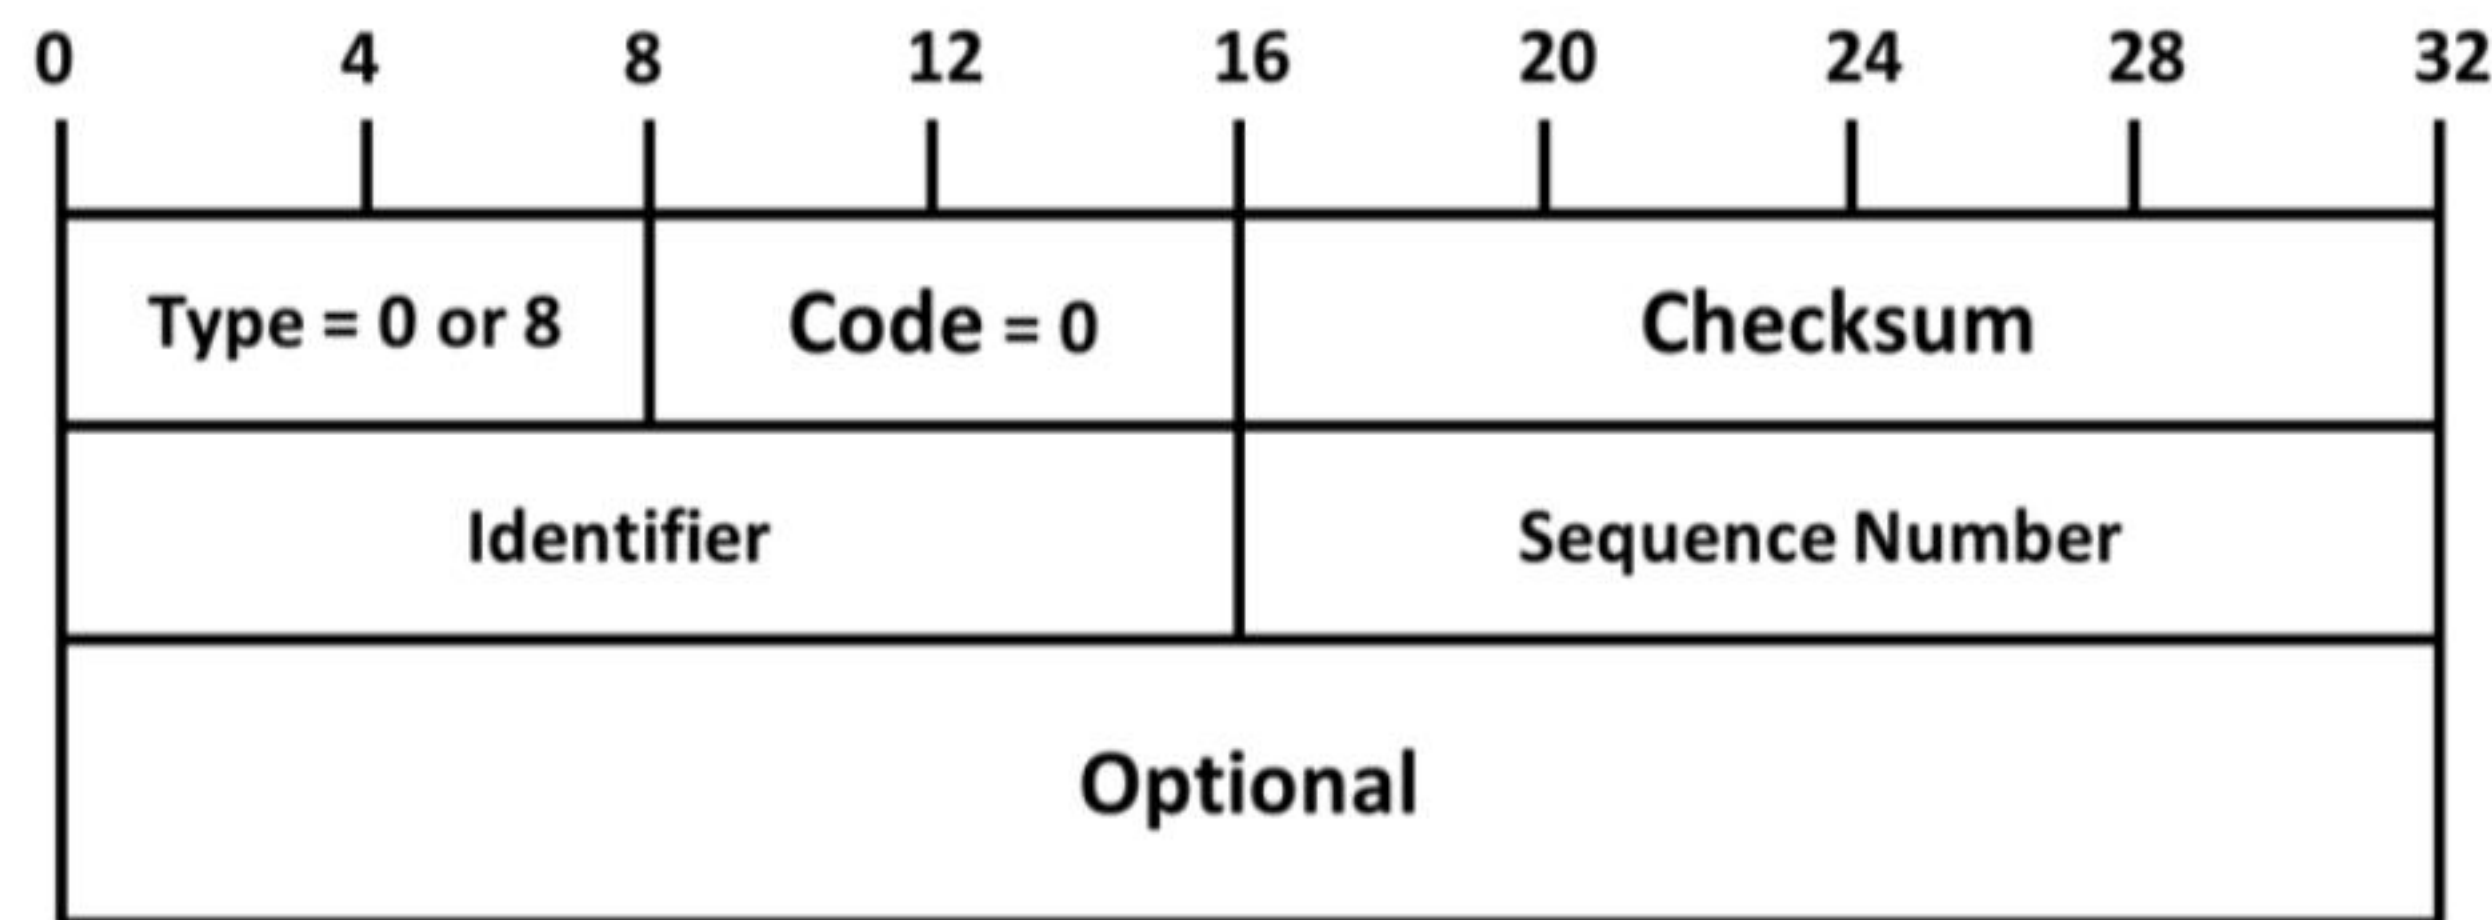 0 4 8 12 16 20 24 28 32
Type = 0 or 8 Code = 0 Checksum
Identifier Sequence Number
Optional